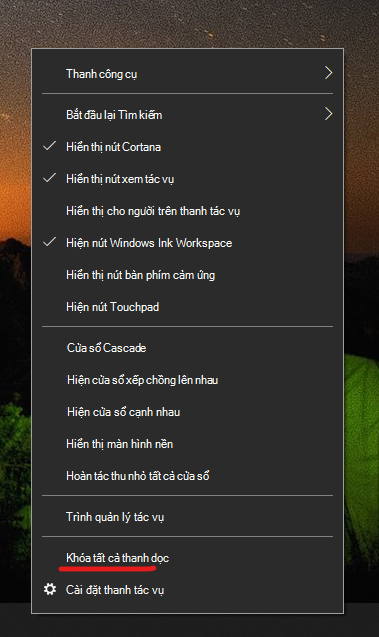 Thanh công cụ
Bắt đầu lại Tìm kiếm
Hiển thị nút Cortana
Hiển thị nút xem tác vụ
Hiển thị cho người trên thanh tác vụ
Hiện nút Windows Ink Workspace
Hiển thị nút bàn phím cảm ứng
Hiện nút Touchpad
Cửa sổ Cascade
Hiện cửa sổ xếp chồng lên nhau
Hiện cửa sổ cạnh nhau
Hiển thị màn hình nền
Hoàn tác thu nhỏ tất cả cửa sổ
Trình quản lý tác vụ
Khóa tất cả thanh dọc
Cài đặt thanh tác vụ